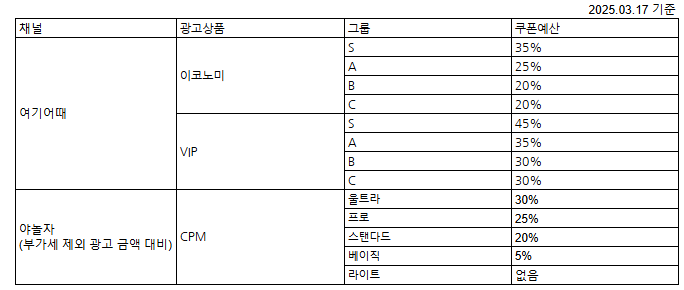 2025.03.17 기준
채널 광고상품 그룹 쿠폰예산
여기어때 이코노미 S 35%
A 25%
B 20%
C 20%
VIP S 45%
A 35%
B 30%
C 30%
야놀자
(부가세 제외 광고 금액 대비) CPM 울트라 30%
프로 25%
스탠다드 20%
베이직 5%
라이트 없음